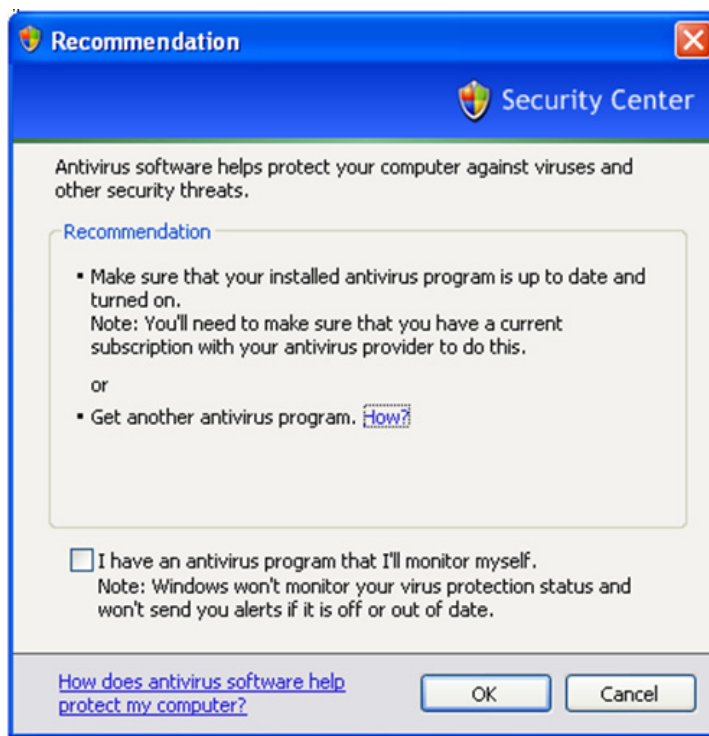 Recommendation
Security Center
Antivirus software helps protect your computer against viruses and
other security threats.
Recommendation
▪ Make sure that your installed antivirus program is up to date and
turned on.
Note: You'll need to make sure that you have a current
subscription with your antivirus provider to do this.
or
▪ Get another antivirus program. How?
I have an antivirus program that I'll monitor myself.
Note: Windows won't monitor your virus protection status and
won't send you alerts if it is off or out of date.
How does antivirus software help
protect my computer?
OK
Cancel